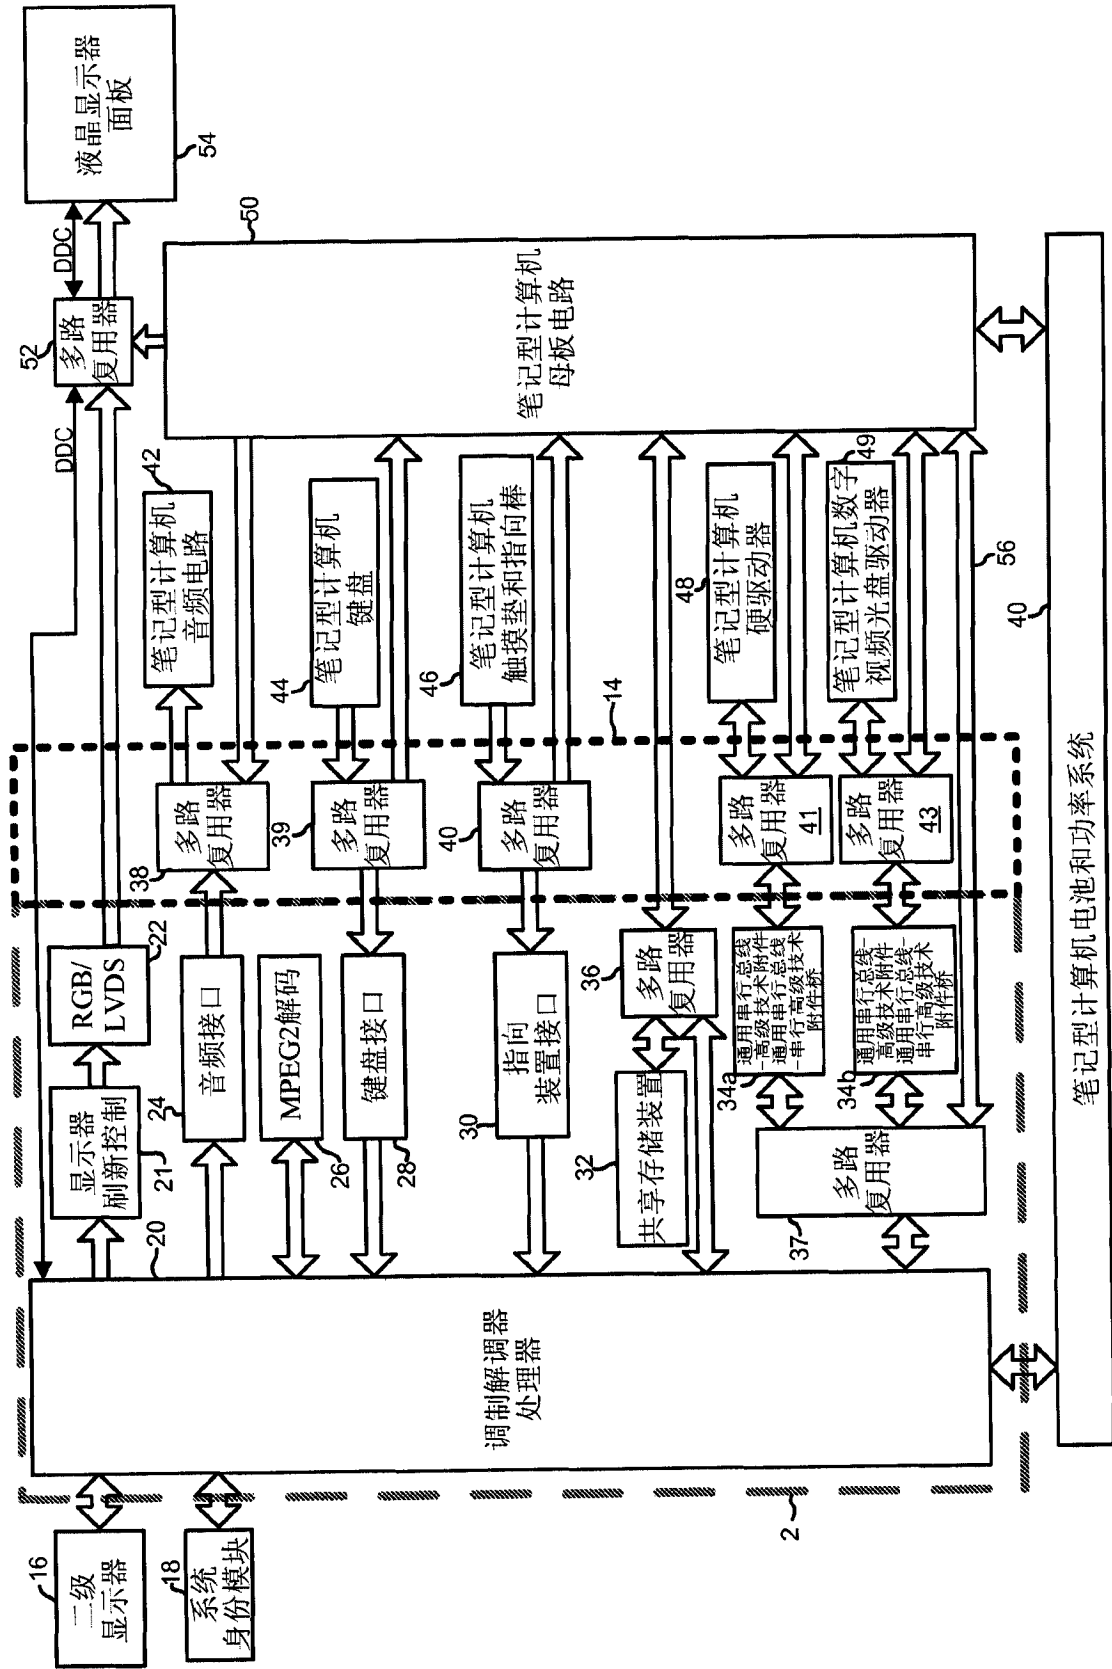 16
二级
显示器
18
系统
身份模块
2
调制解调器
处理器
20
显示器
刷新控制
21
RGB/
LVDS
22
音频接口
24
MPEG2解码
26
键盘接口
28
指向
装置接口
30
共享存储装置
32
多路
复用器
36
多路
复用器
37
通用串行总线
-高级技术附件
通用串行总线
-串行高级技术
附件桥
34a
通用串行总线-
高级技术附件
通用串行总线-
串行高级技术
附件桥
34b
多路
复用器
38
多路
复用器
39
多路
复用器
40
多路
复用器
41
多路
复用器
43
14
笔记型计算机
音频电路
42
笔记型计算机
键盘
44
笔记型计算机
触摸垫和指向棒
46
笔记型计算机
硬驱动器
48
笔记型计算机数字
视频光盘驱动器
49
56
笔记型计算机
母板电路
50
DDC
多路
复用器
52
DDC
液晶显示器
面板
54
笔记型计算机电池和功率系统
40